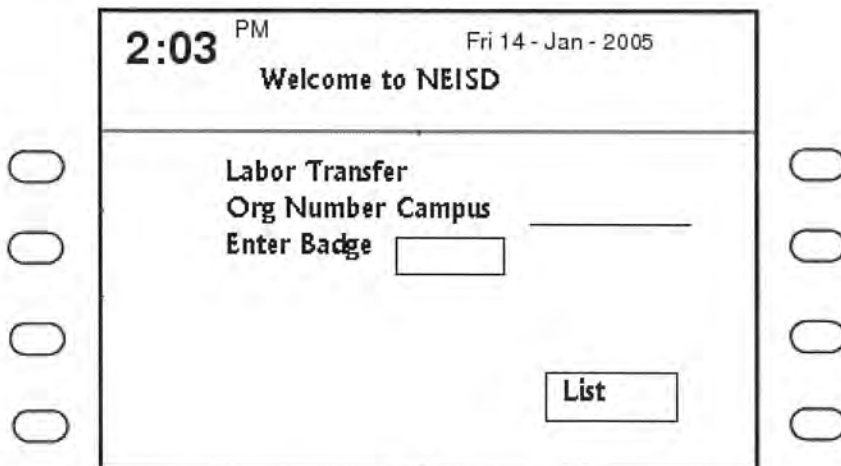 2:03 PM Fri 14 - Jan - 2005
Welcome to NEISD
Labor Transfer
Org Number Campus
Enter Badge
List